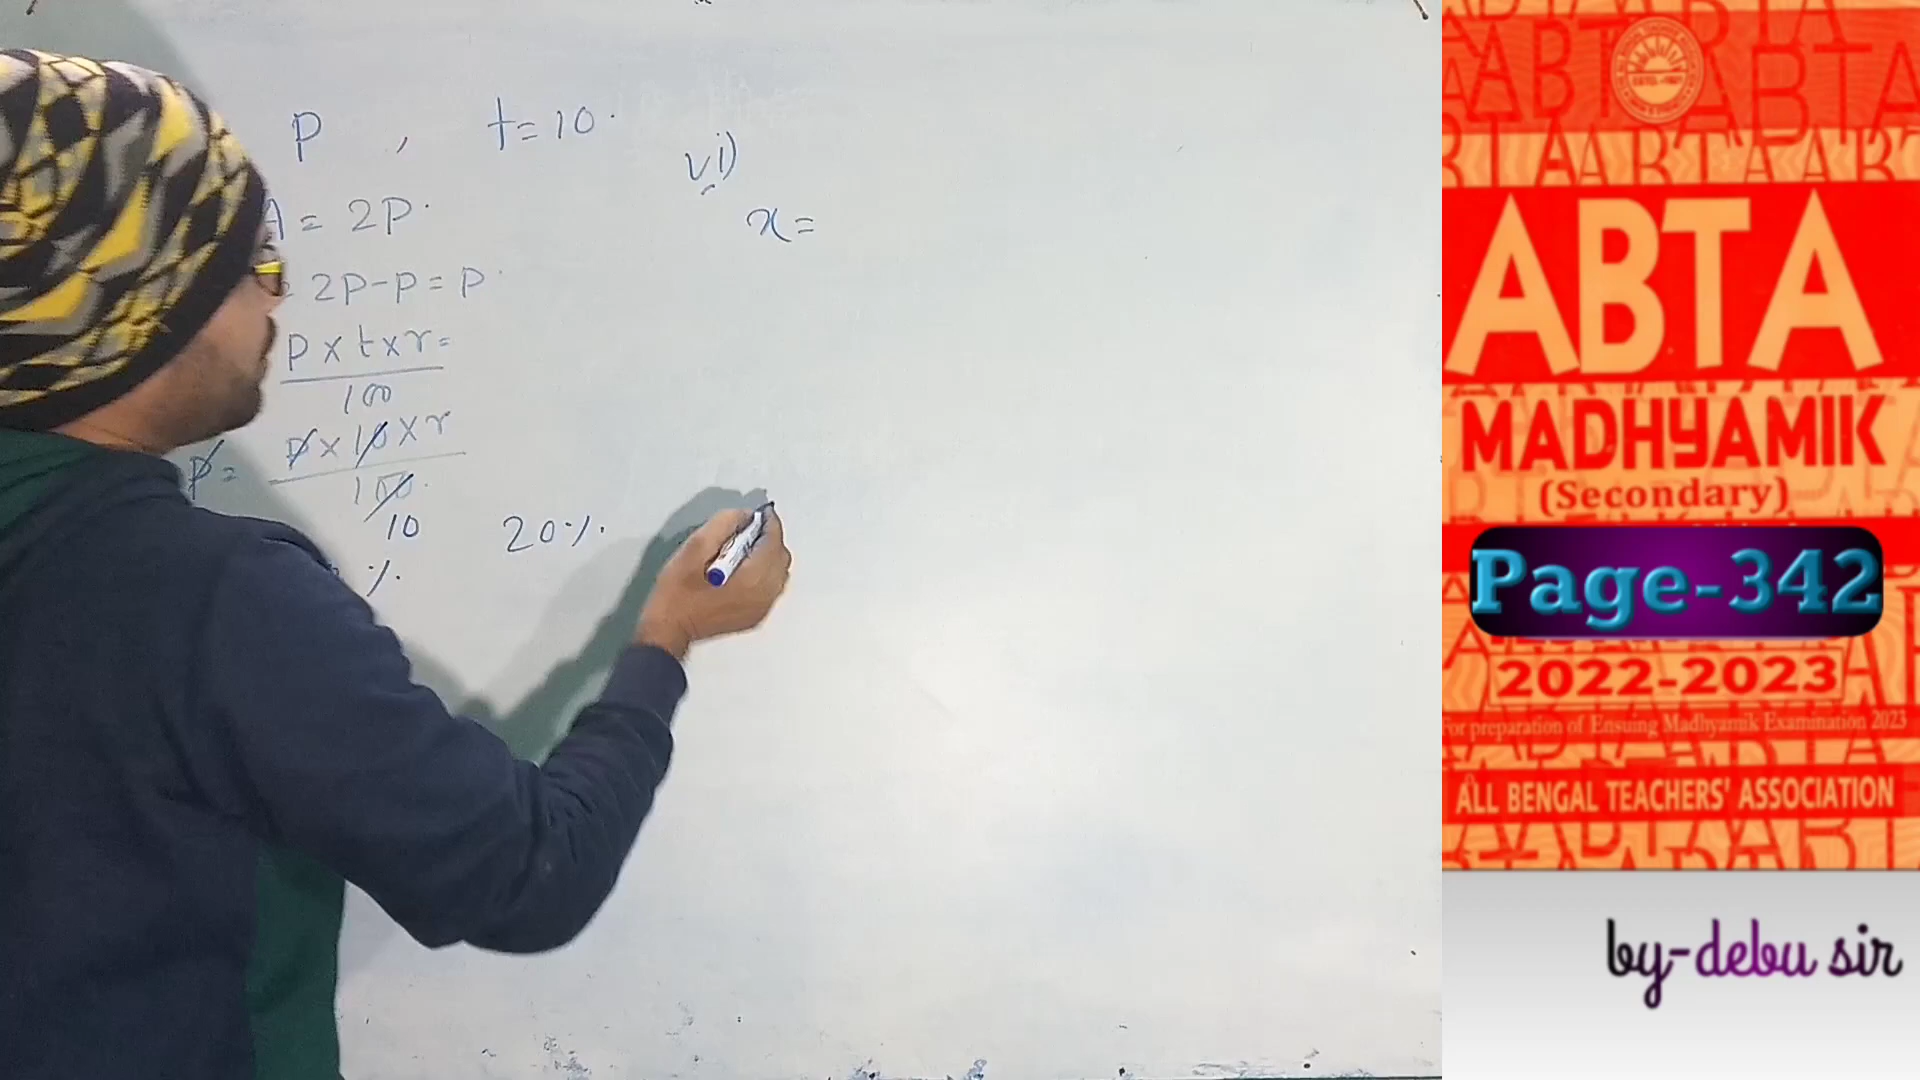 P , t=10.
A = 2P.
= 2P-P=P.
P x t x r =
100
P = P x 10 x r
100.
10
20%.
%.
vi)
x=
ABTA
MADHYAMIK
(Secondary)
Page-342
2022-2023
For preparation of Ensuing Madhyamik Examination 2023
ALL BENGAL TEACHERS' ASSOCIATION
by-debu sir